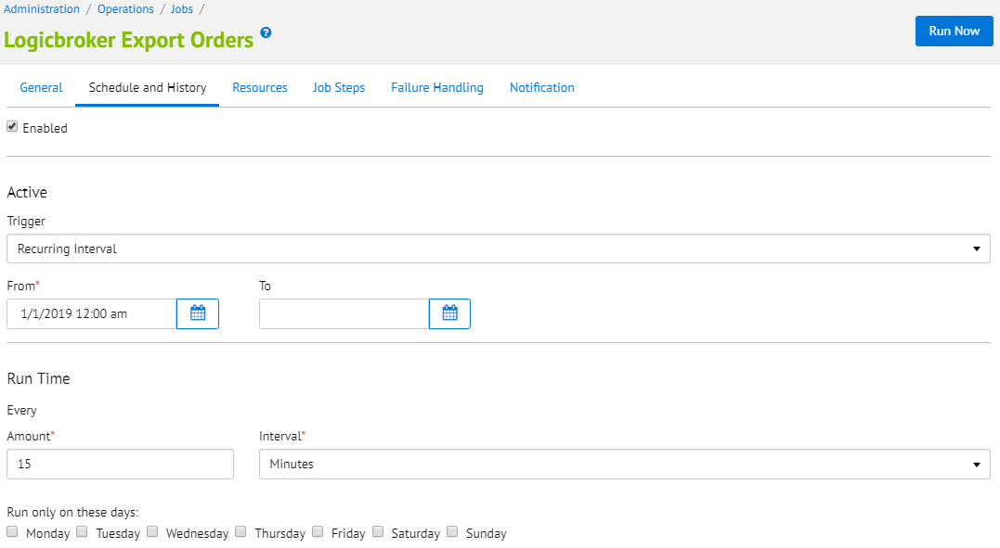 Administration / Operations / Jobs /
Logicbroker Export Orders ?
Run Now
General Schedule and History Resources Job Steps Failure Handling Notification
Enabled
Active
Trigger
Recurring Interval
From* To
1/1/2019 12:00 am
Run Time
Every
Amount* Interval*
15 Minutes
Run only on these days:
Monday Tuesday Wednesday Thursday Friday Saturday Sunday